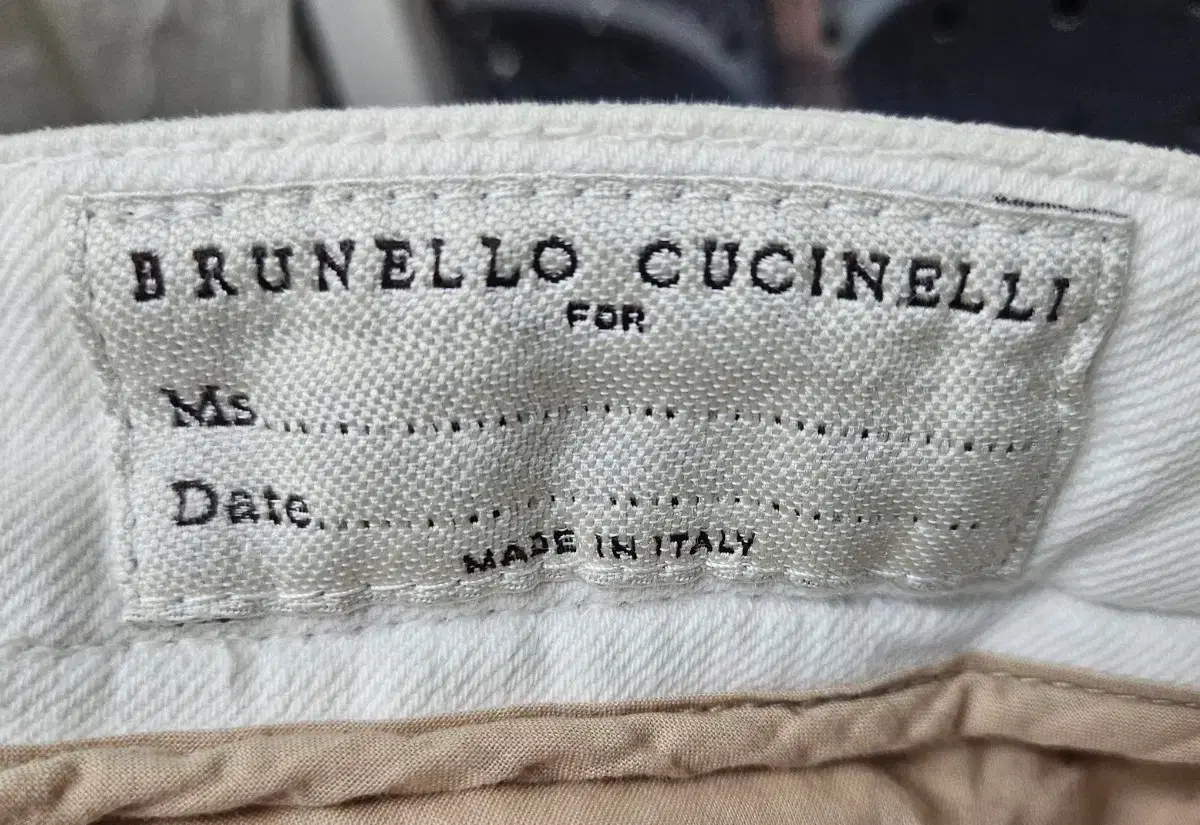 BRUNELLO CUCINELLI
FOR
Ms........................................
Date........................................
MADE IN ITALY